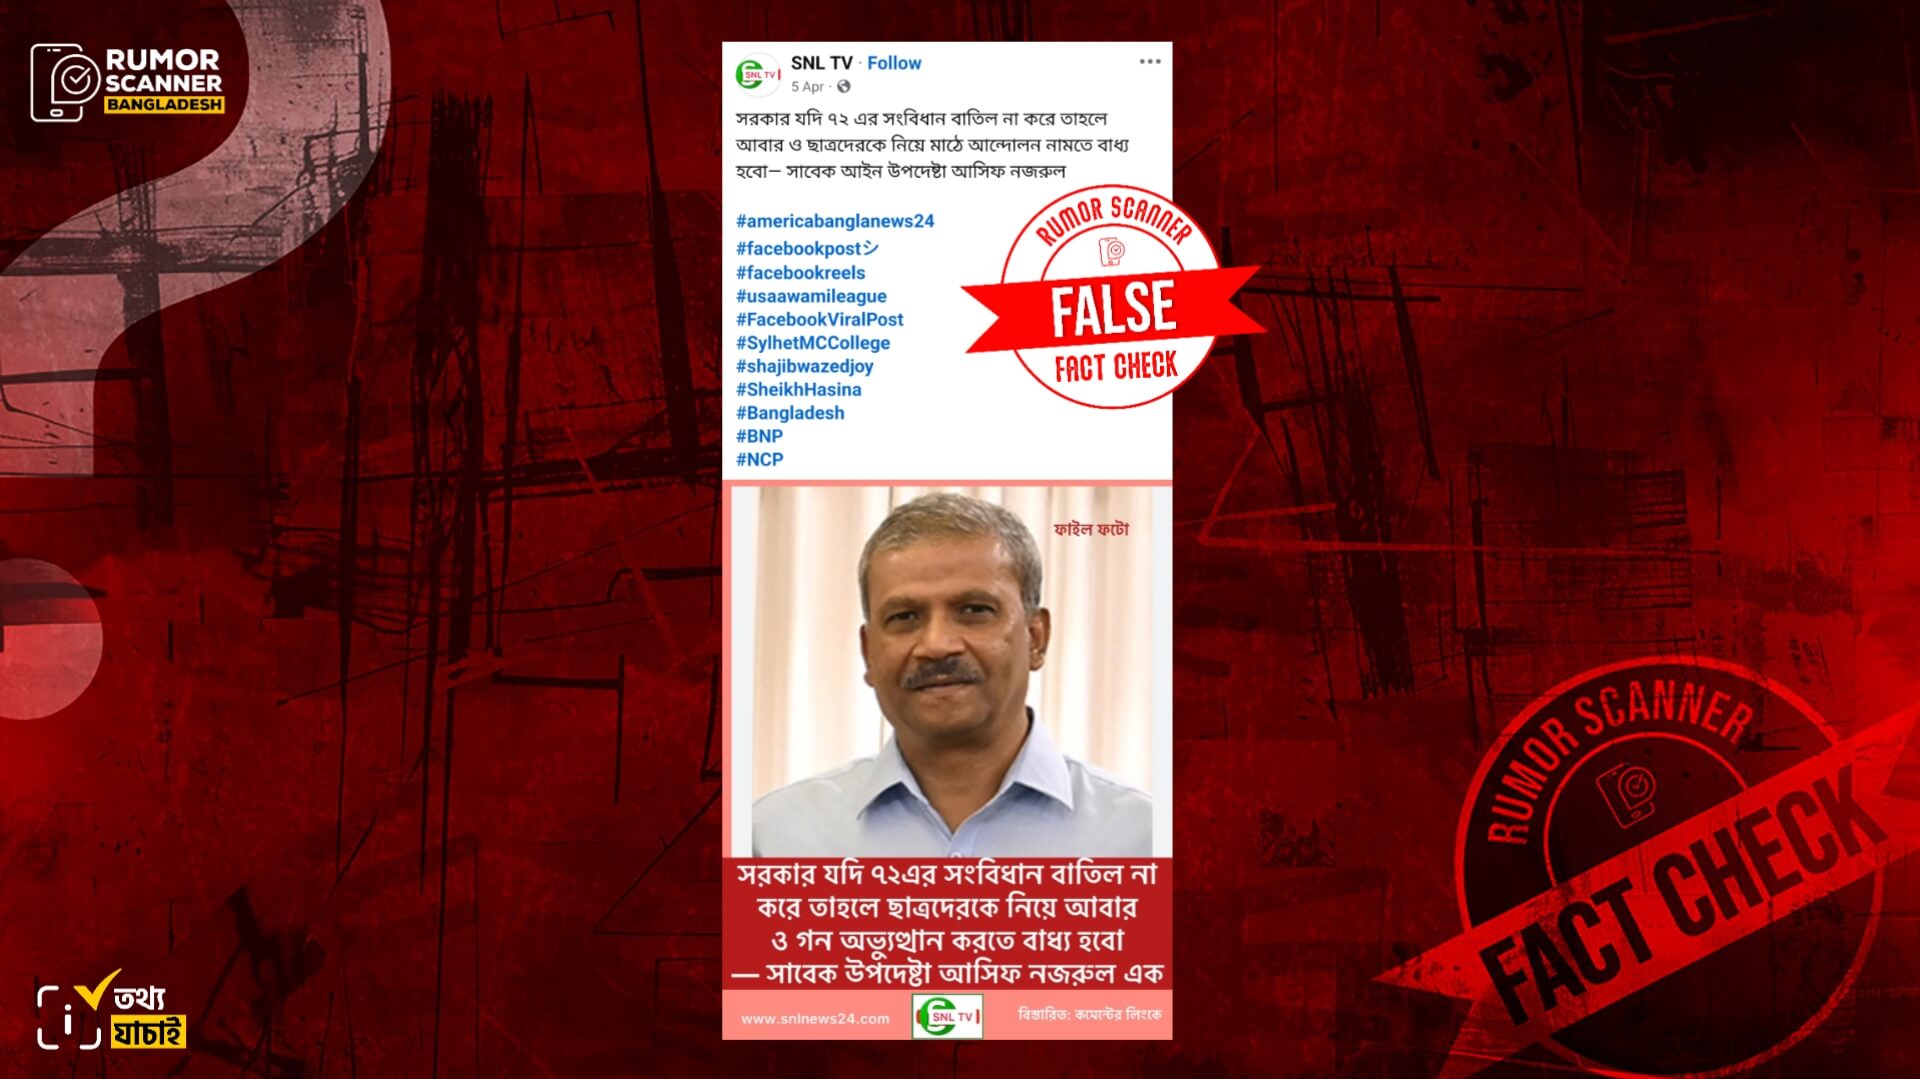 RUMOR
SCANNER
BANGLADESH
SNL TV · Follow
5 Apr ·
সরকার যদি ৭২ এর সংবিধান বাতিল না করে তাহলে
আবার ও ছাত্রদেরকে নিয়ে মাঠে আন্দোলন নামতে বাধ্য
হবো— সাবেক আইন উপদেষ্টা আসিফ নজরুল
#americabanglanews24
#facebookpostシ
#facebookreels
#usaawamileague
#FacebookViralPost
#SylhetMCCollege
#shajibwazedjoy
#SheikhHasina
#Bangladesh
#BNP
#NCP
RUMOR SCANNER
FALSE
FACT CHECK
ফাইল ফটো
সরকার যদি ৭২এর সংবিধান বাতিল না
করে তাহলে ছাত্রদেরকে নিয়ে আবার
ও গন অভ্যুত্থান করতে বাধ্য হবো
— সাবেক উপদেষ্টা আসিফ নজরুল এক
www.snlnews24.com
SNL TV
বিস্তারিত: কমেন্টের লিংকে
RUMOR SCANNER
FACT CHECK
তথ্য
যাচাই